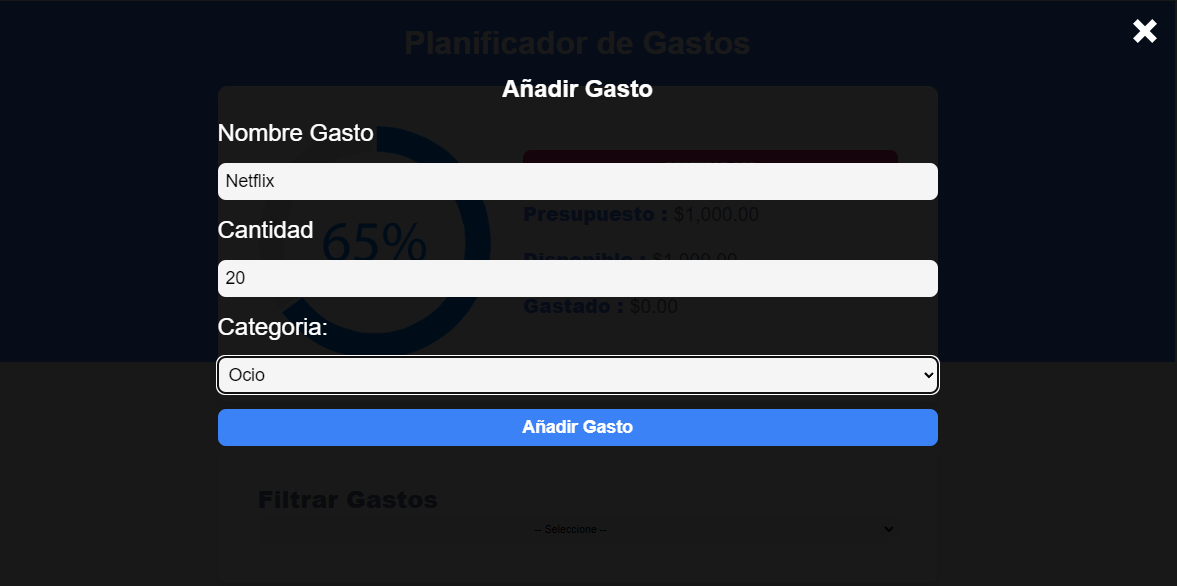 Planificador de Gastos
Añadir Gasto
Nombre Gasto
Netflix
Presupuesto : $1,000.00
Cantidad
65%
Disponible : $1,000.00
20
Gastado : $0.00
Categoria:
Ocio
Añadir Gasto
Filtrar Gastos
-- Seleccione --